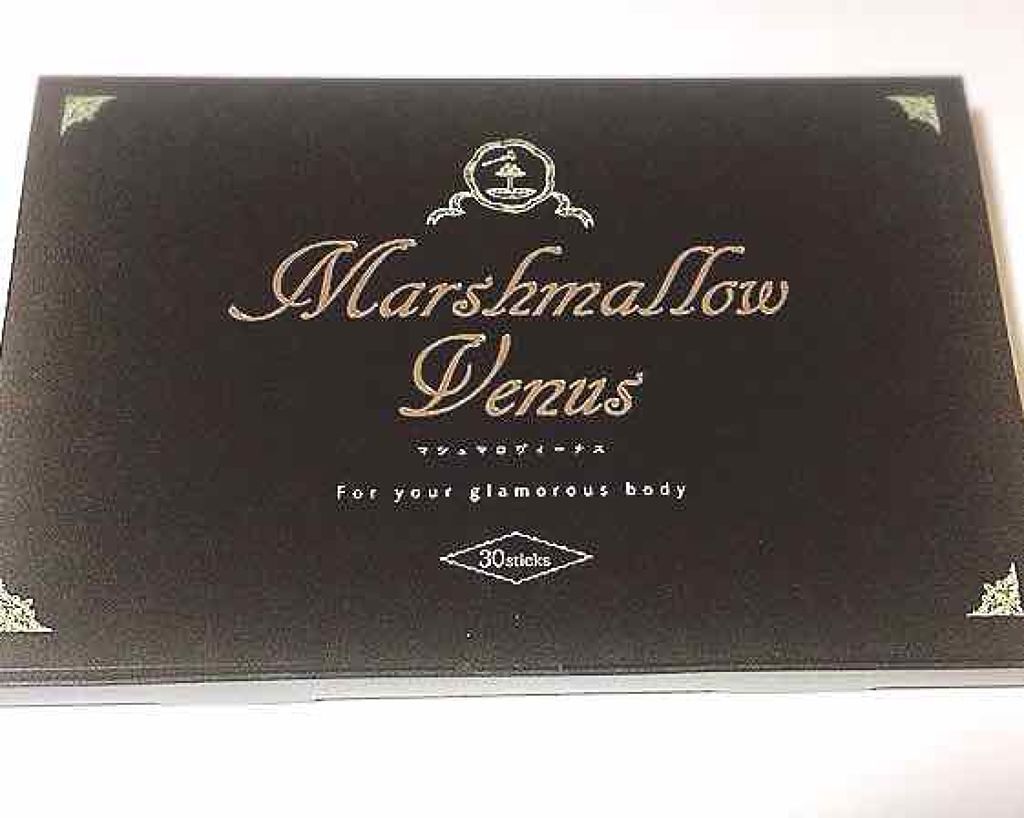 Marshmallow
Venus
マシュマロヴィーナス
For your glamorous body
30sticks